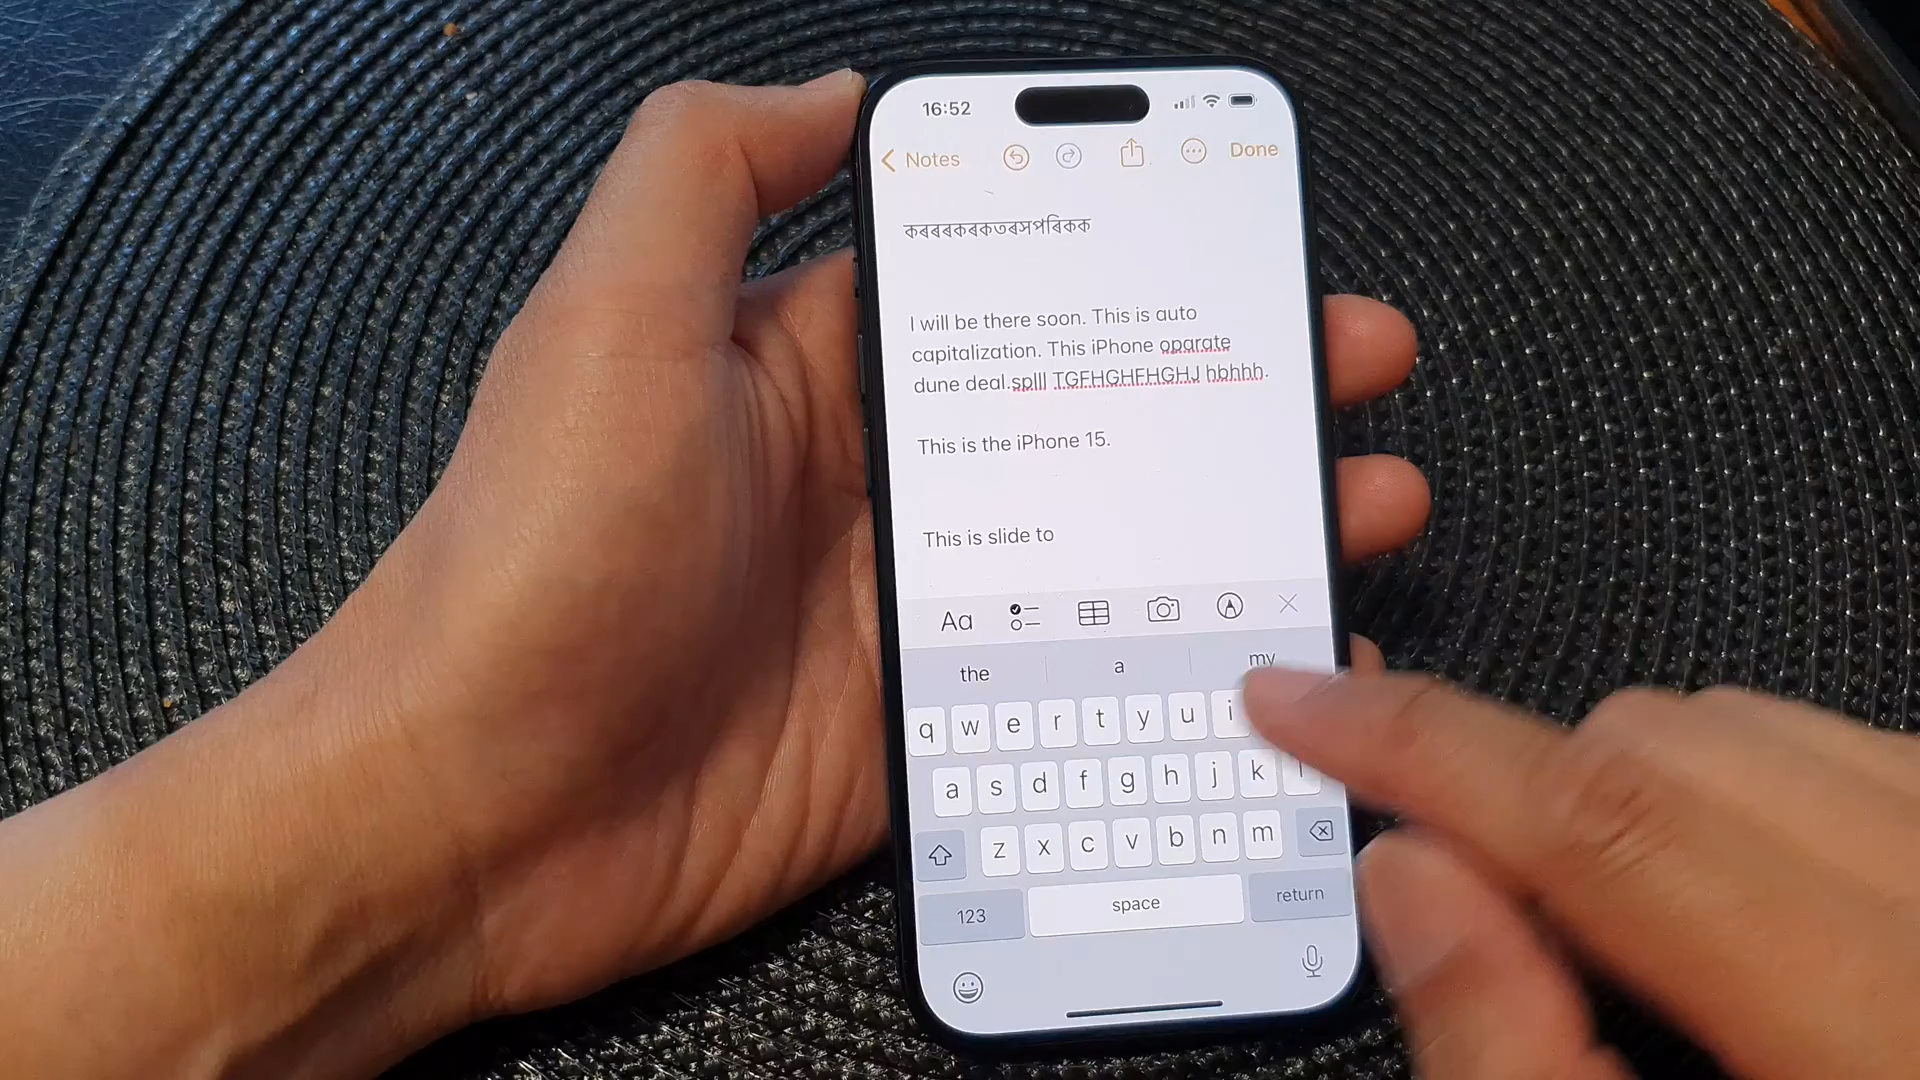 16:52
Notes
Done
কৰৰৰকৰকতৰসপৰিকক
I will be there soon. This is auto
capitalization. This iPhone oparate
dune deal.splll TGFHGHFHGHJ hbhhh.
This is the iPhone 15.
This is slide to
Aa
the a my
q w e r t y u i
a s d f g h j k l
z x c v b n m
123 space return